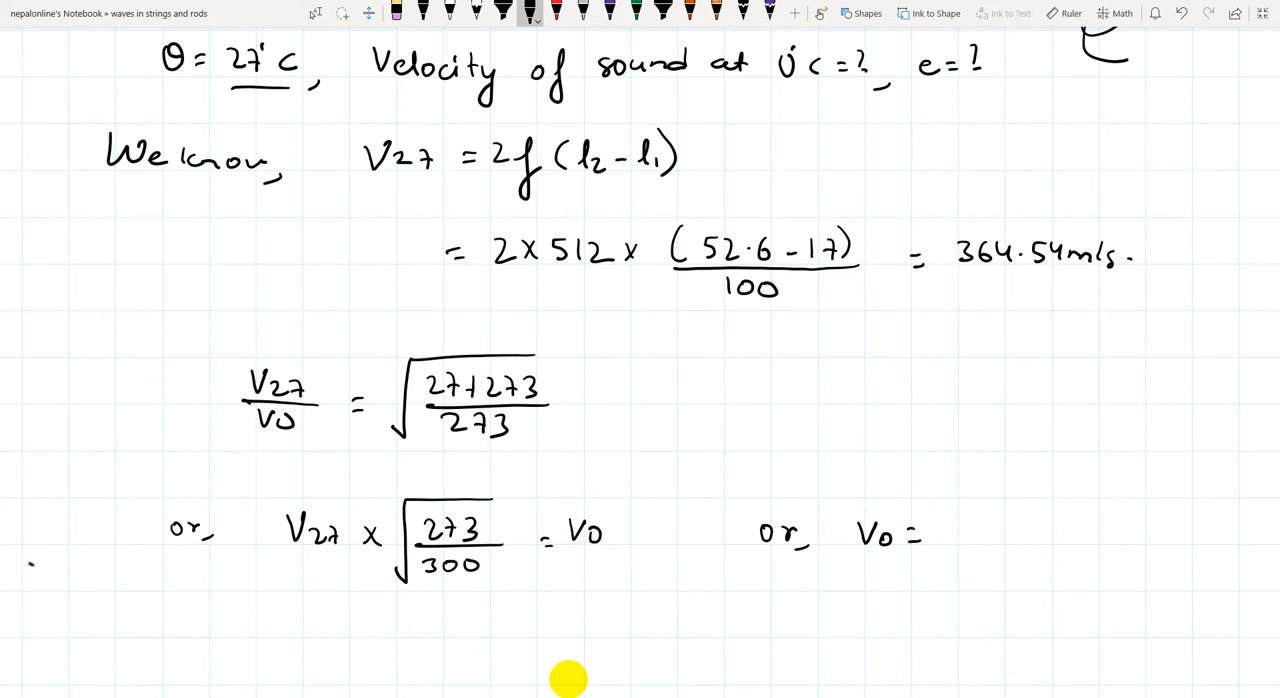 nepalonline's Notebook » waves in strings and rods
Shapes Ink to Shape Ink to Text Ruler Math
θ = 27°c, Velocity of sound at 0°c = ?, e = ?
We know, V27 = 2f (l2 - l1)
= 2 × 512 × (52.6 - 17) / 100 = 364.54 m/s.
V27 / V0 = √(27+273 / 273)
or, V27 × √(273 / 300) = V0 or, V0 =